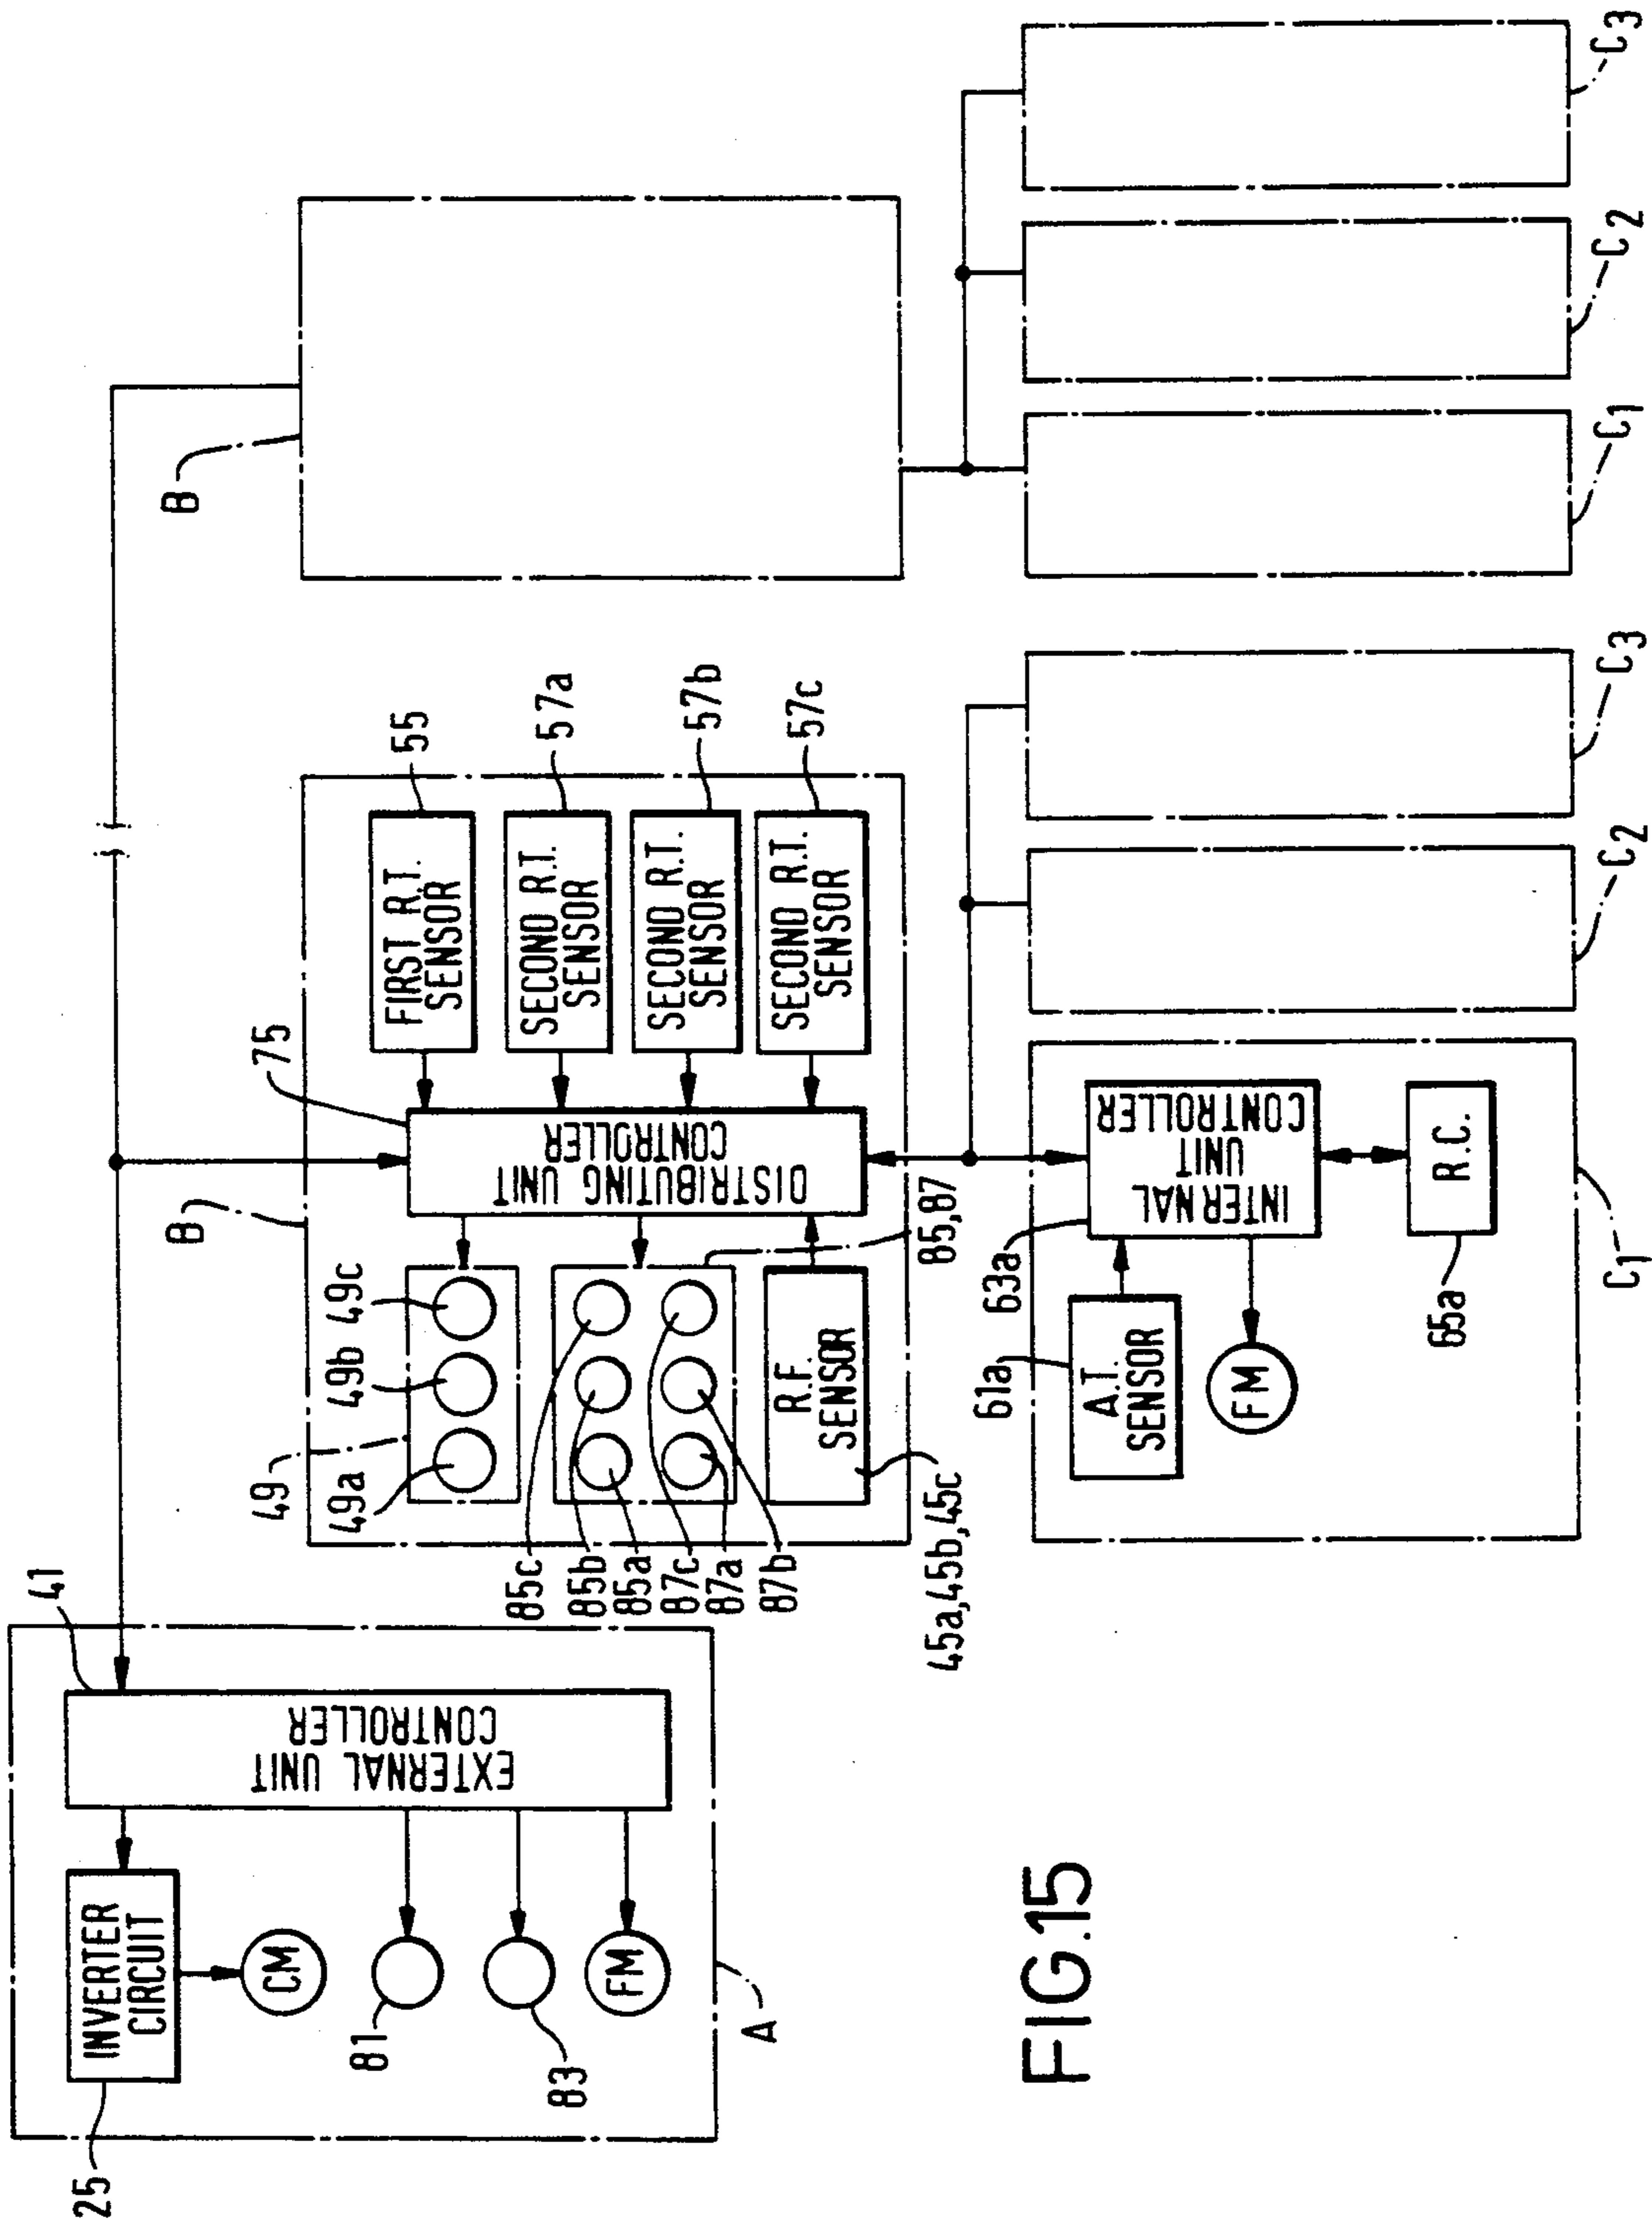 25
INVERTER
CIRCUIT
CM
81
83
FM
A
EXTERNAL UNIT
CONTROLLER
41
B
49
49a
49b
49c
85c
85b
85a
87c
87a
87b
85,87
R.F.
SENSOR
45a,45b,45c
75
DISTRIBUTING UNIT
CONTROLLER
FIRST R.T.
SENSOR
55
SECOND R.T.
SENSOR
57a
SECOND R.T.
SENSOR
57b
SECOND R.T.
SENSOR
57c
61a
A.T.
SENSOR
FM
63a
INTERNAL
UNIT
CONTROLLER
R.C.
65a
C1
C2
C3
B
C1
C2
C3
FIG.15